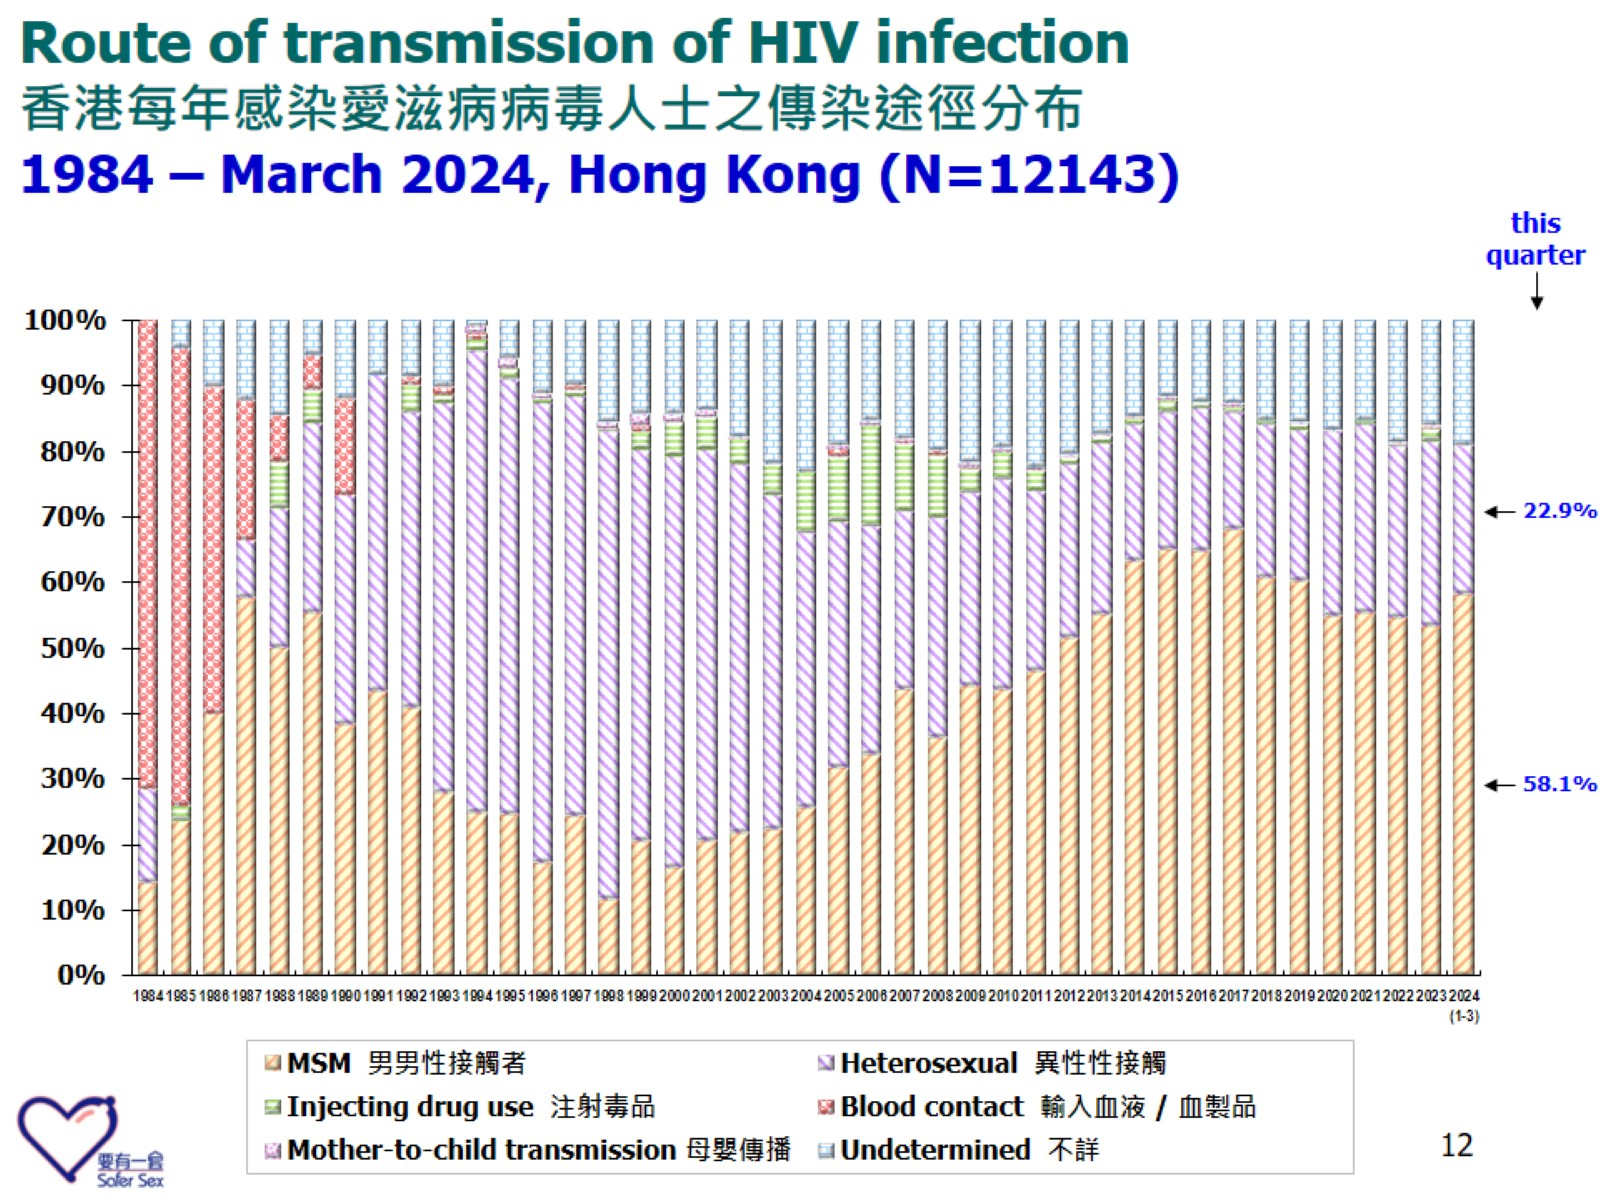 Route of transmission of HIV infection
香港每年感染愛滋病病毒人士之傳染途徑分布
1984 – March 2024, Hong Kong (N=12143)
this
quarter
100%
90%
80%
70%
60%
50%
40%
30%
20%
10%
0%
22.9%
58.1%
1984 1985 1986 1987 1988 1989 1990 1991 1992 1993 1994 1995 1996 1997 1998 1999 2000 2001 2002 2003 2004 2005 2006 2007 2008 2009 2010 2011 2012 2013 2014 2015 2016 2017 2018 2019 2020 2021 2022 2023 2024
(1-3)
MSM 男男性接觸者 Heterosexual 異性性接觸
Injecting drug use 注射毒品 Blood contact 輸入血液 / 血製品
Mother-to-child transmission 母嬰傳播 Undetermined 不詳
要有一套
Safer Sex
12